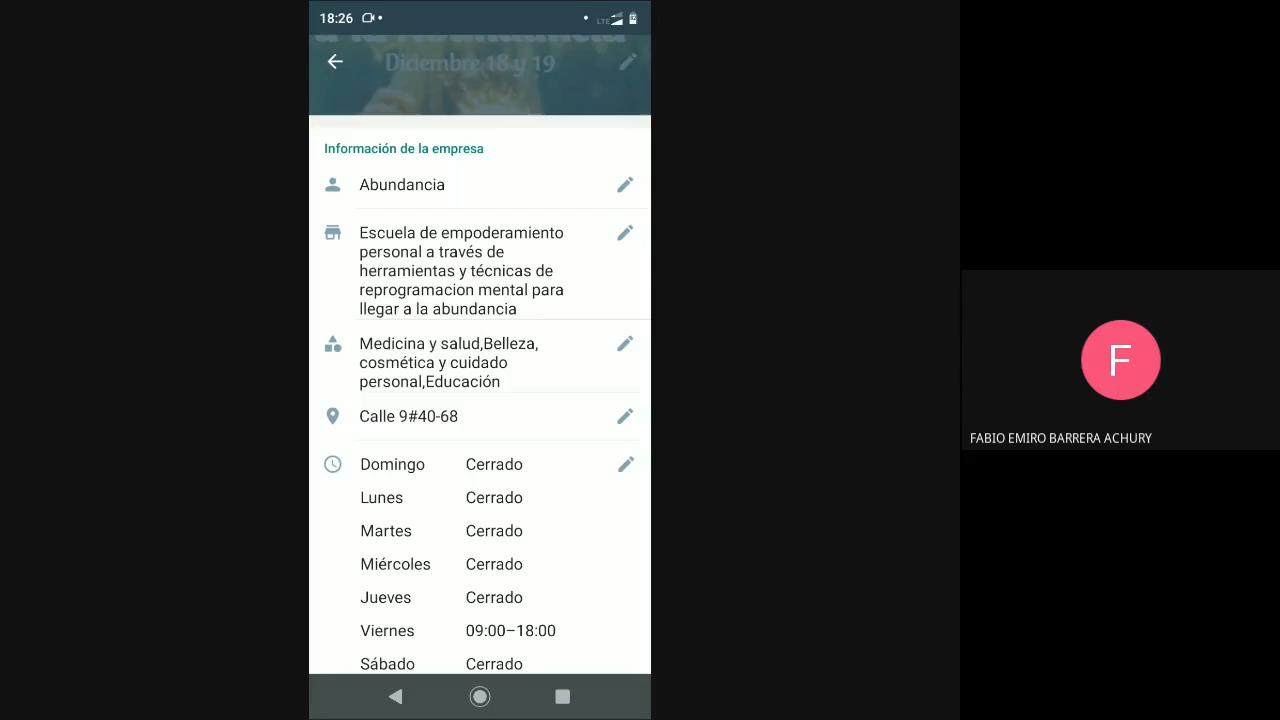 18:26
LTE
a la Abundancia
Diciembre 18 y 19
Información de la empresa
Abundancia
Escuela de empoderamiento
personal a través de
herramientas y técnicas de
reprogramacion mental para
llegar a la abundancia
Medicina y salud,Belleza,
cosmética y cuidado
personal,Educación
Calle 9#40-68
Domingo Cerrado
Lunes Cerrado
Martes Cerrado
Miércoles Cerrado
Jueves Cerrado
Viernes 09:00–18:00
Sábado Cerrado
F
FABIO EMIRO BARRERA ACHURY